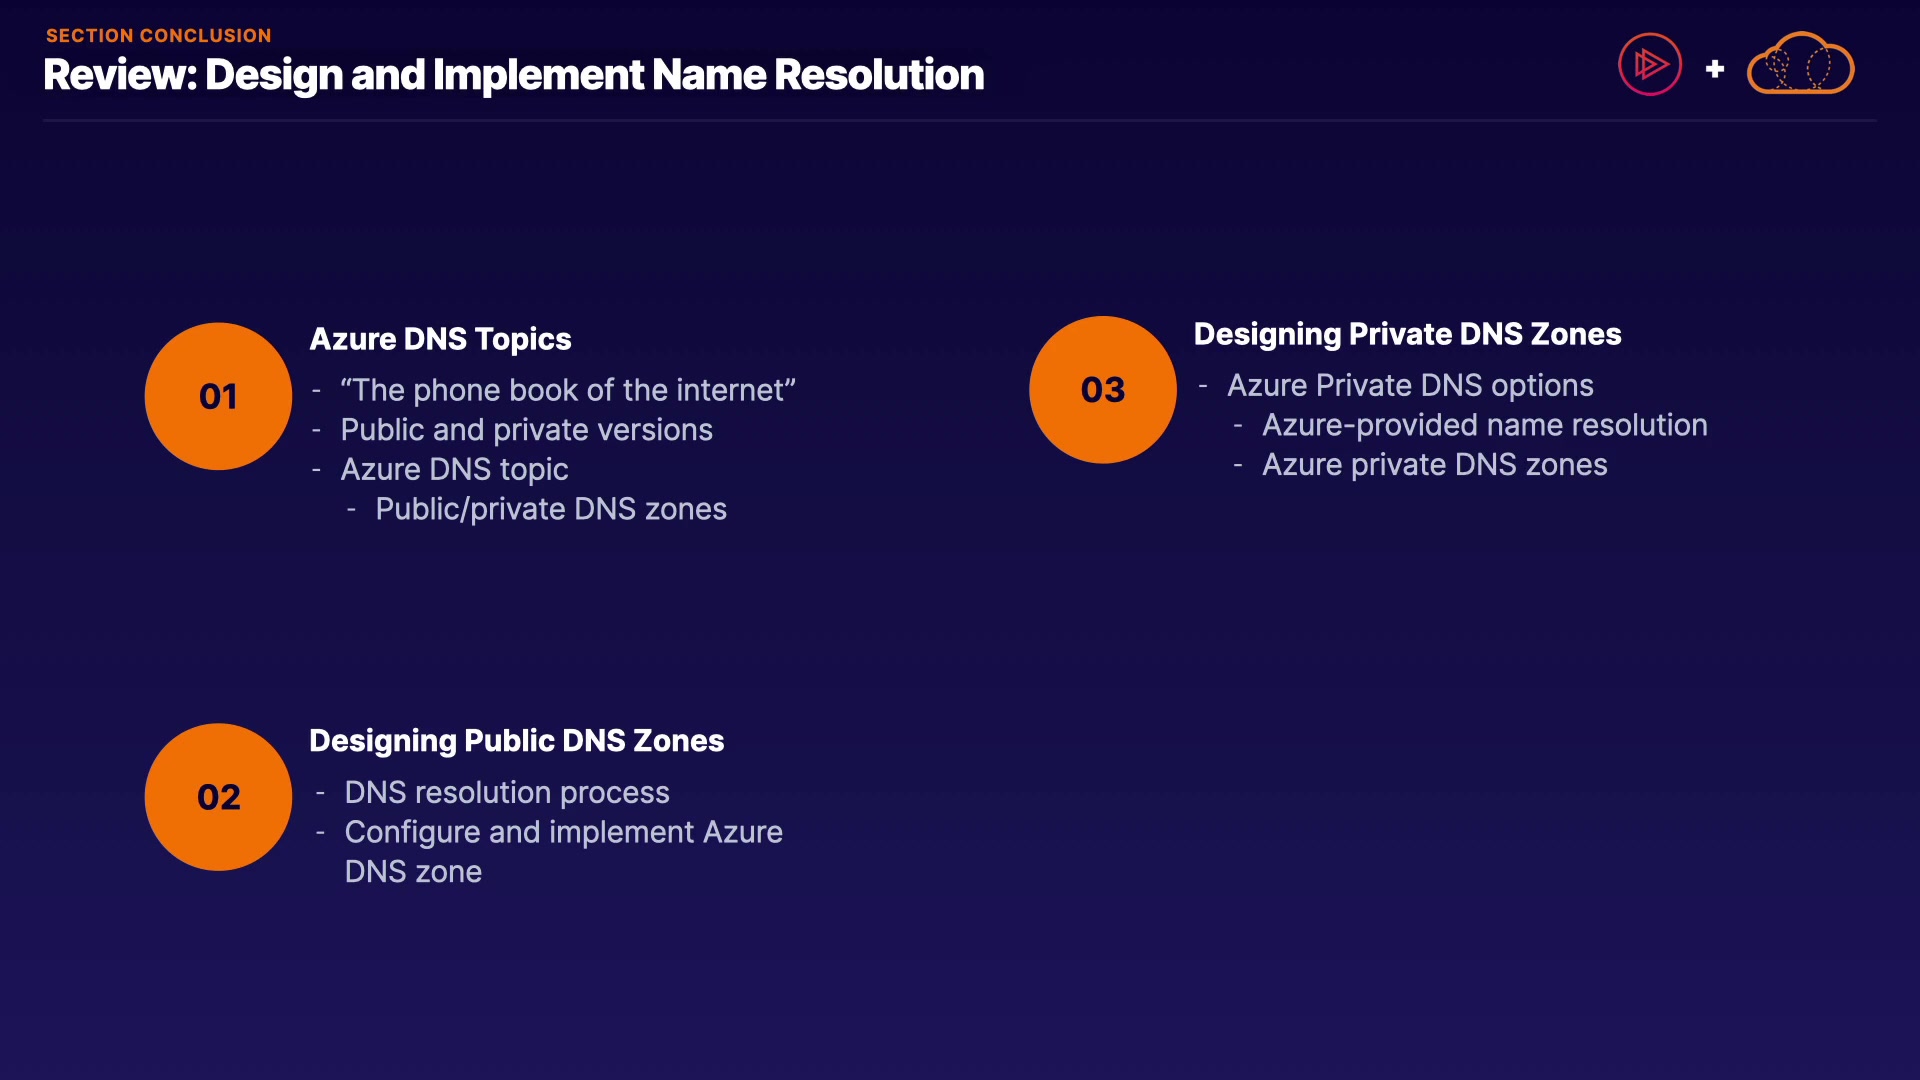 SECTION CONCLUSION
Review: Design and Implement Name Resolution
+
01
Azure DNS Topics
- “The phone book of the internet”
- Public and private versions
- Azure DNS topic
- Public/private DNS zones
02
Designing Public DNS Zones
- DNS resolution process
- Configure and implement Azure
DNS zone
03
Designing Private DNS Zones
- Azure Private DNS options
- Azure-provided name resolution
- Azure private DNS zones